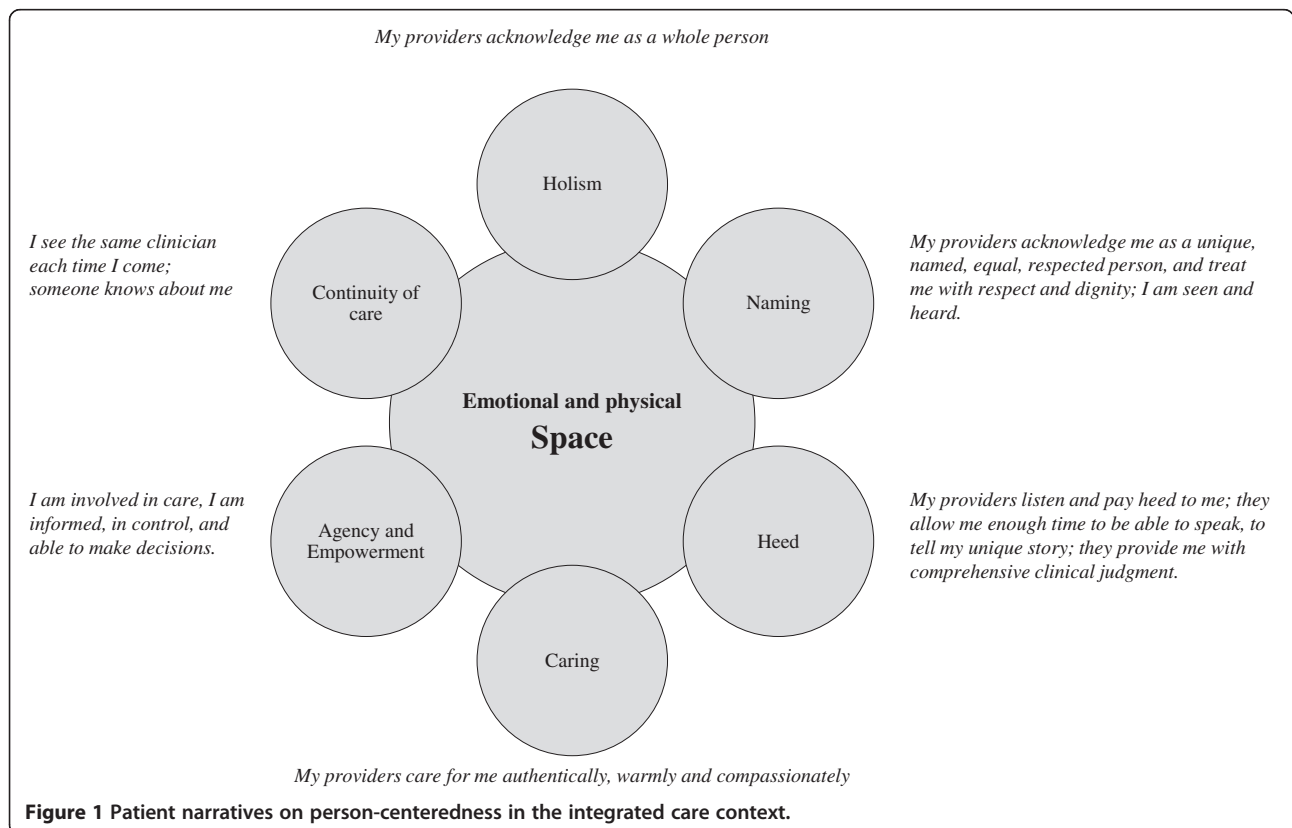 My providers acknowledge me as a whole person
Holism
I see the same clinician
each time I come;
someone knows about me
Continuity of
care
Naming
My providers acknowledge me as a unique,
named, equal, respected person, and treat
me with respect and dignity; I am seen and
heard.
Emotional and physical
Space
I am involved in care, I am
informed, in control, and
able to make decisions.
Agency and
Empowerment
Heed
My providers listen and pay heed to me; they
allow me enough time to be able to speak, to
tell my unique story; they provide me with
comprehensive clinical judgment.
Caring
My providers care for me authentically, warmly and compassionately
Figure 1 Patient narratives on person-centeredness in the integrated care context.